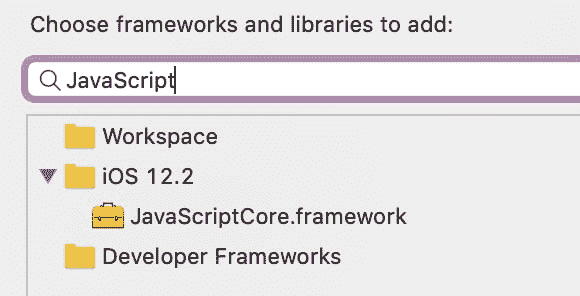 Choose frameworks and libraries to add:
JavaScript
Workspace
iOS 12.2
JavaScriptCore.framework
Developer Frameworks